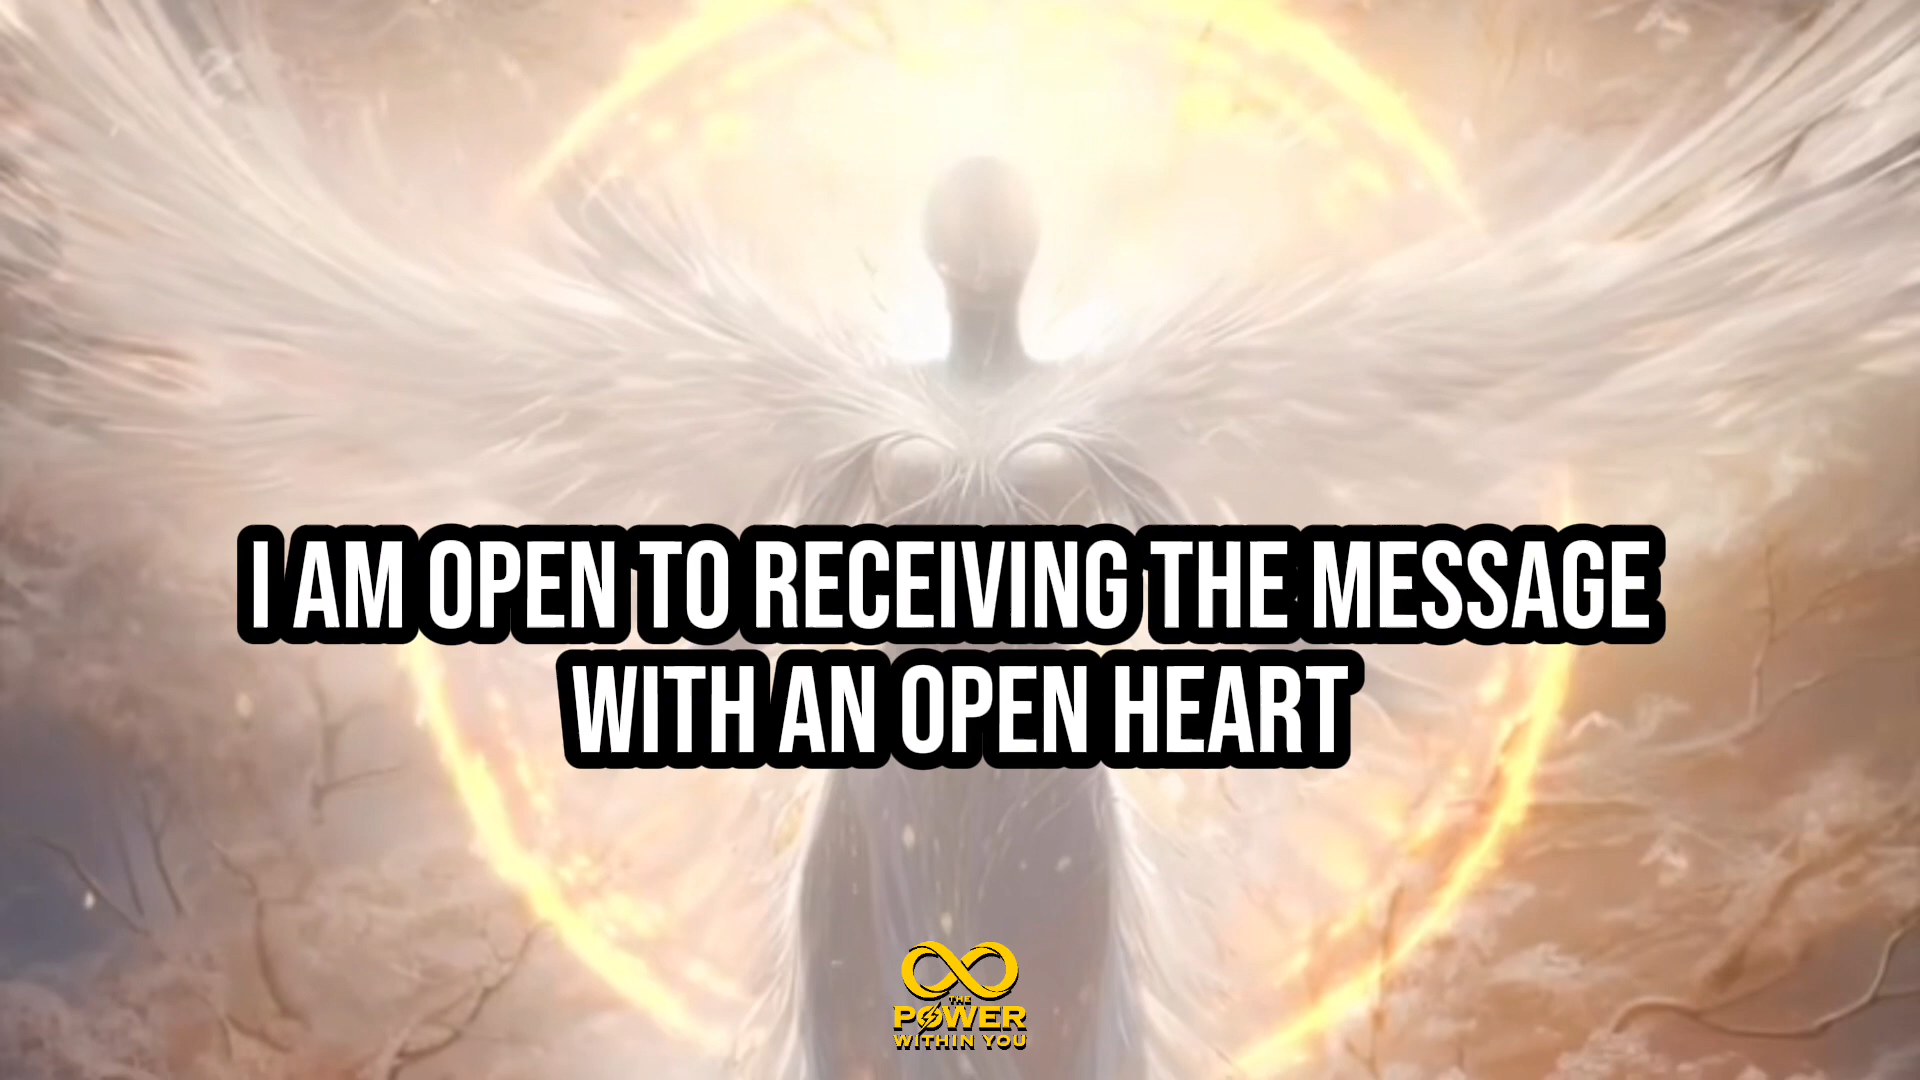 I AM OPEN TO RECEIVING THE MESSAGE
WITH AN OPEN HEART
THE
POWER
WITHIN YOU